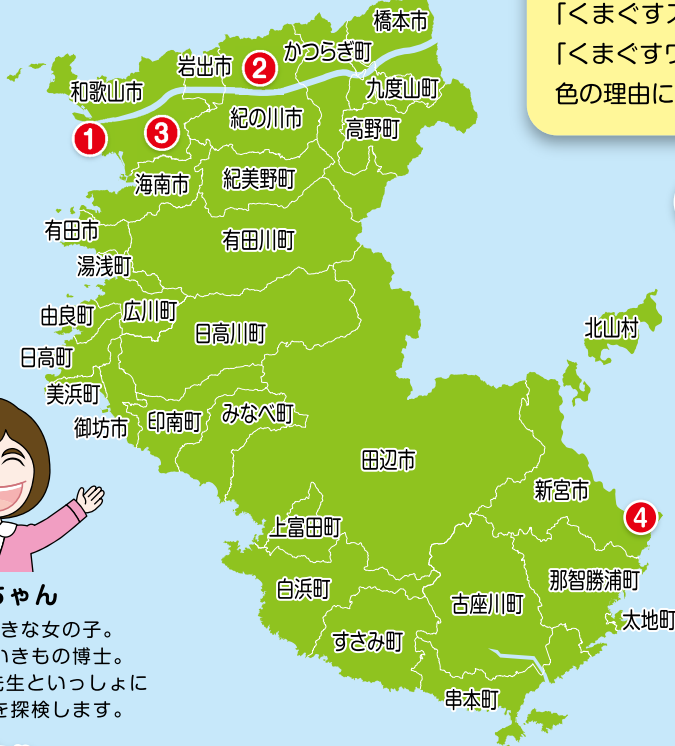 「くまぐす
「くまぐす
色の理由に
橋本市
かつらぎ町
岩出市
2
和歌山市
九度山町
紀の川市
高野町
1
3
海南市
紀美野町
有田市
有田川町
湯浅町
広川町
由良町
日高川町
北山村
日高町
美浜町
みなべ町
印南町
御坊市
田辺市
新宮市
4
上富田町
那智勝浦町
白浜町
古座川町
太地町
すさみ町
串本町
ちゃん
きな女の子。
いきもの博士。
先生といっしょに
を探検します。